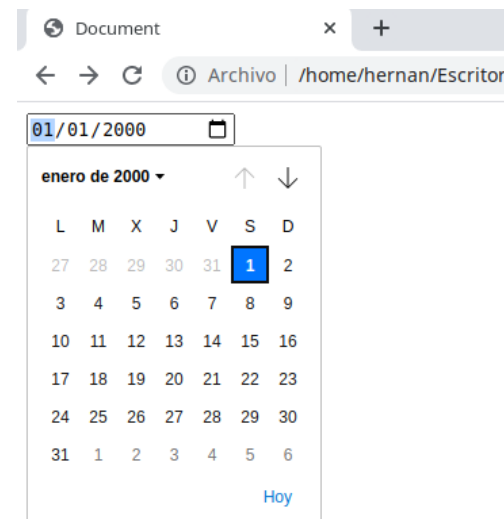 Document
Archivo | /home/hernan/Escritor
01/01/2000
enero de 2000
L M X J V S D
27 28 29 30 31 1 2
3 4 5 6 7 8 9
10 11 12 13 14 15 16
17 18 19 20 21 22 23
24 25 26 27 28 29 30
31 1 2 3 4 5 6
Hoy